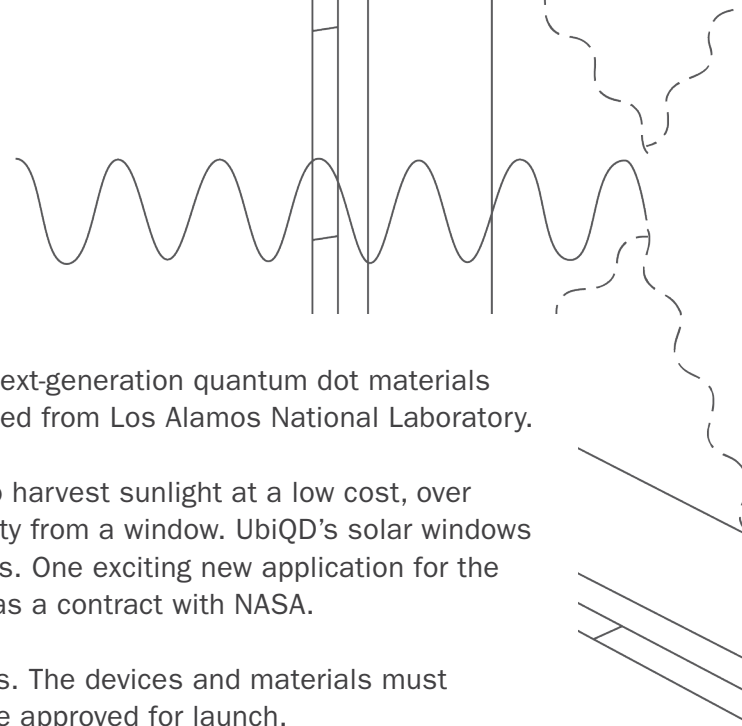 ext-generation quantum dot materials
ed from Los Alamos National Laboratory.
harvest sunlight at a low cost, over
ty from a window. UbiQD’s solar windows
s. One exciting new application for the
as a contract with NASA.
s. The devices and materials must
e approved for launch.